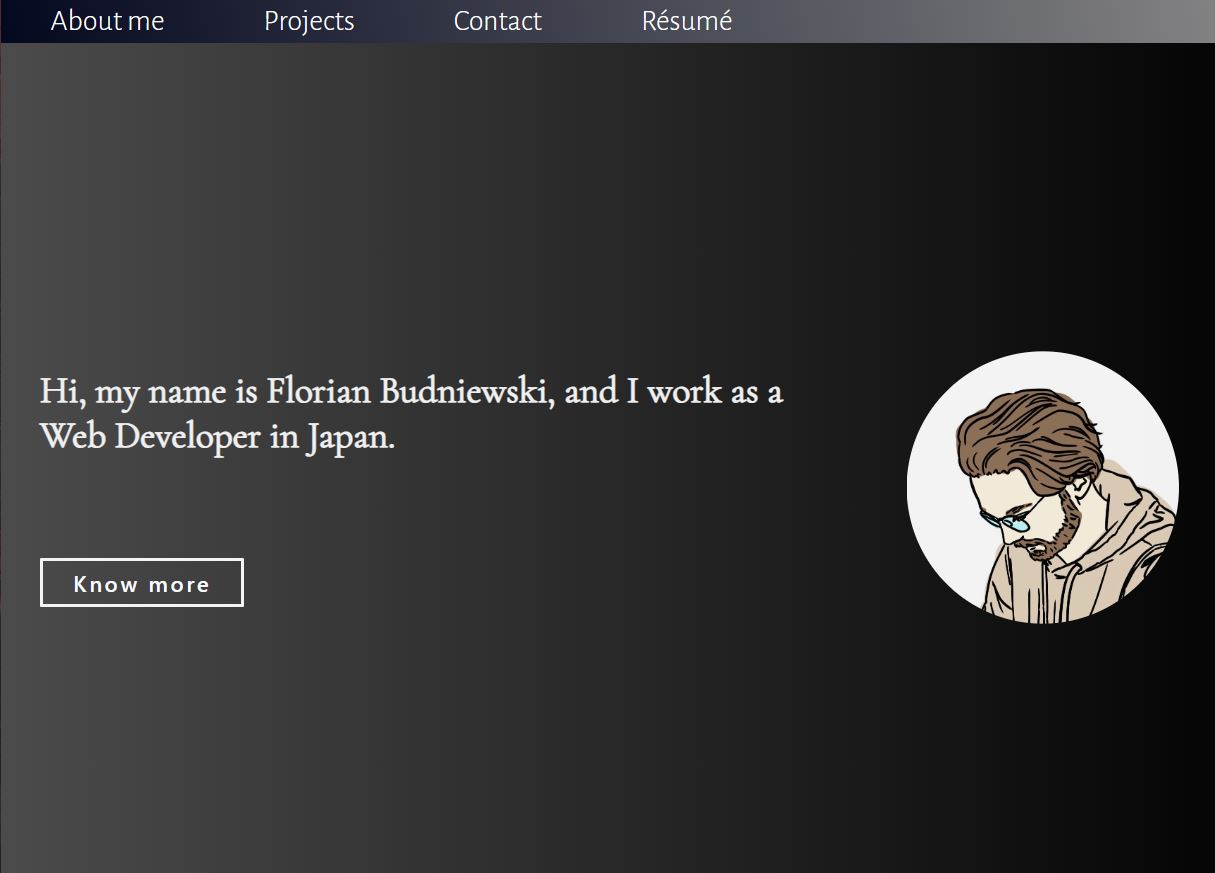 About me
Projects
Contact
Résumé
Hi, my name is Florian Budniewski, and I work as a
Web Developer in Japan.
Know more